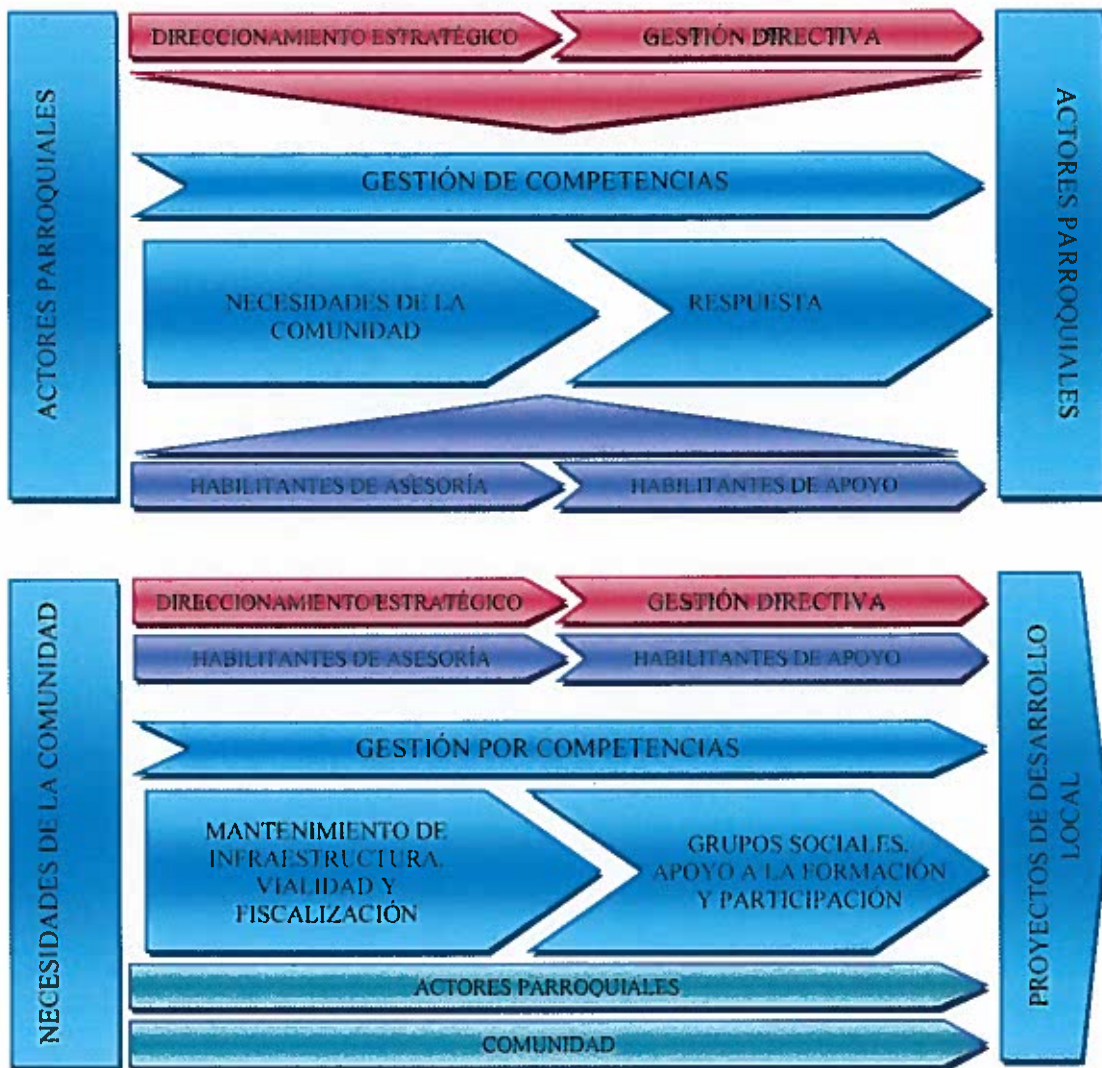 ACTORES PARROQUIALES
DIRECCIONAMIENTO ESTRATÉGICO
GESTIÓN DIRECTIVA
GESTIÓN DE COMPETENCIAS
NECESIDADES DE LA
COMUNIDAD
RESPUESTA
HABILITANTES DE ASESORÍA
HABILITANTES DE APOYO
ACTORES PARROQUIALES
NECESIDADES DE LA COMUNIDAD
DIRECCIONAMIENTO ESTRATÉGICO
GESTIÓN DIRECTIVA
HABILITANTES DE ASESORÍA
HABILITANTES DE APOYO
GESTIÓN POR COMPETENCIAS
MANTENIMIENTO DE
INFRAESTRUCTURA,
VIALIDAD Y
FISCALIZACIÓN
GRUPOS SOCIALES,
APOYO A LA FORMACIÓN
Y PARTICIPACIÓN
ACTORES PARROQUIALES
COMUNIDAD
PROYECTOS DE DESARROLLO
LOCAL